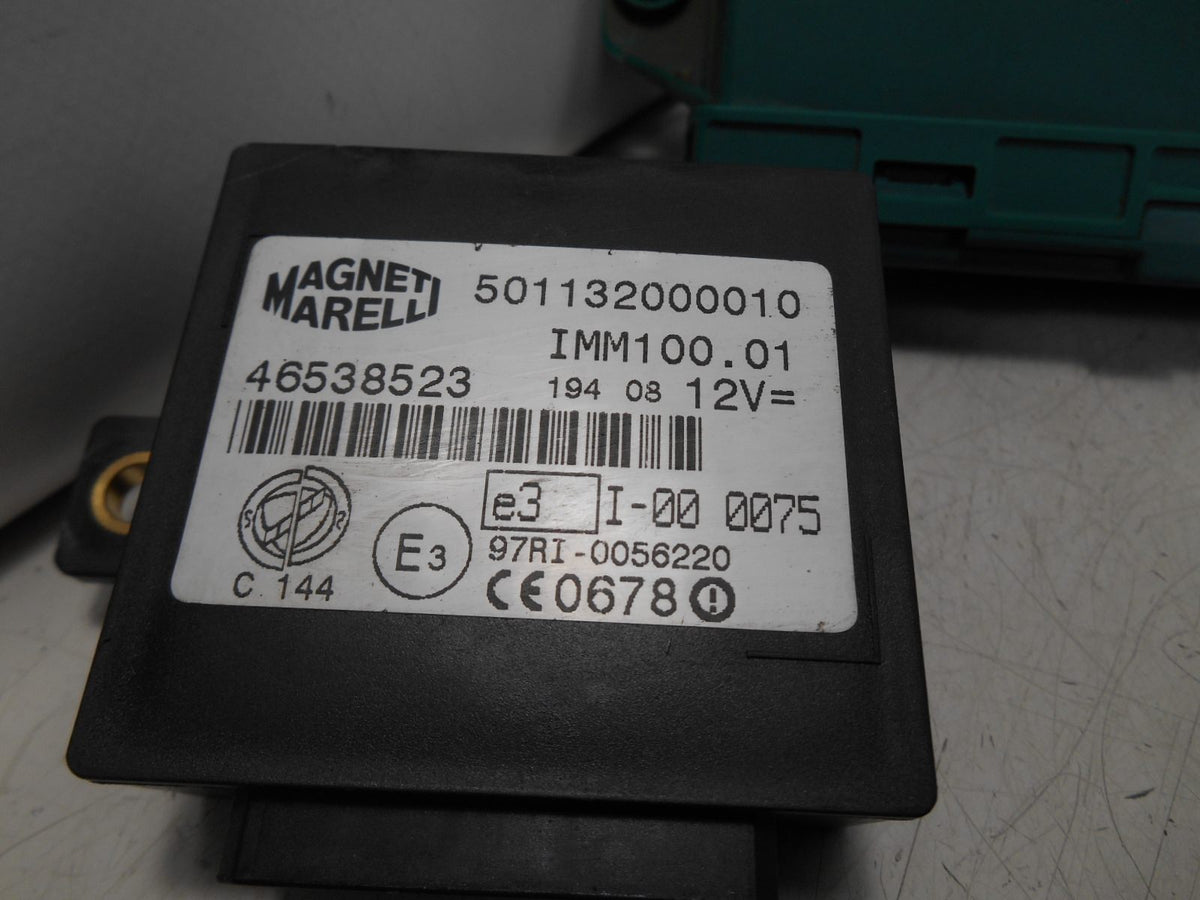 MAGNETI
MARELLI
501132000010
IMM100.01
46538523
194 08 12V=
e3 I-00 0075
E3
97RI-0056220
C 144
CE0678